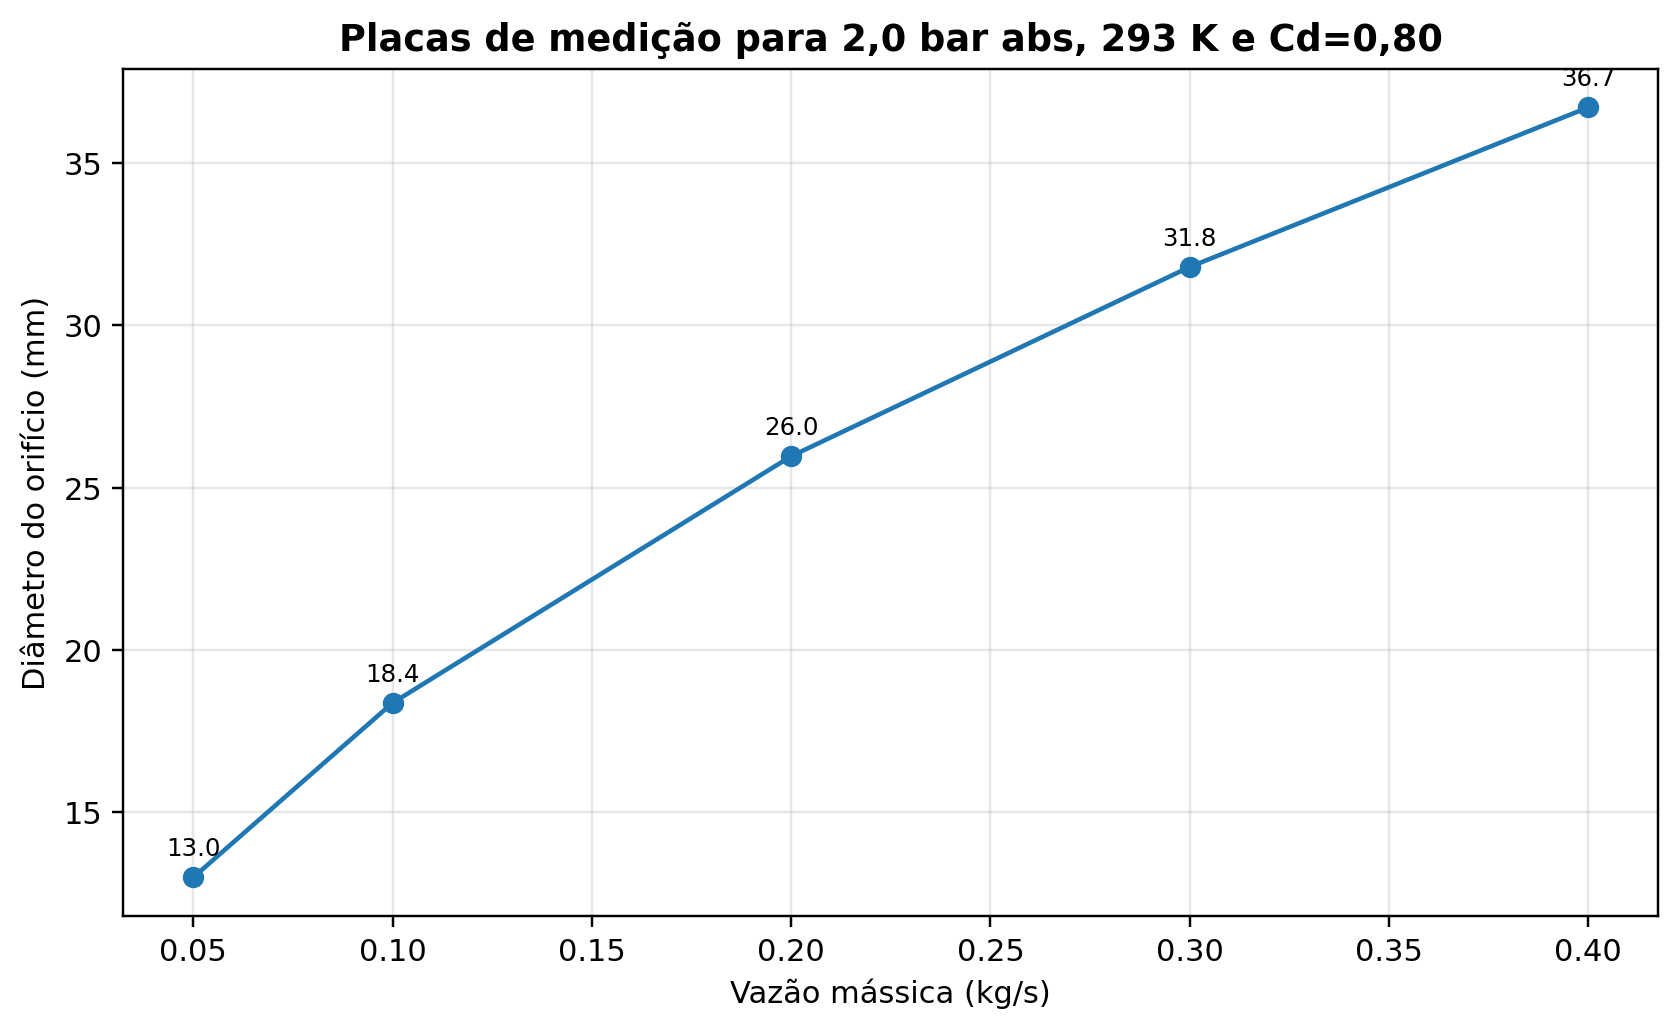 Placas de medição para 2,0 bar abs, 293 K e Cd=0,80
36.7
35
31.8
30
26.0
25
20
18.4
15
13.0
Diâmetro do orifício (mm)
0.05 0.10 0.15 0.20 0.25 0.30 0.35 0.40
Vazão mássica (kg/s)